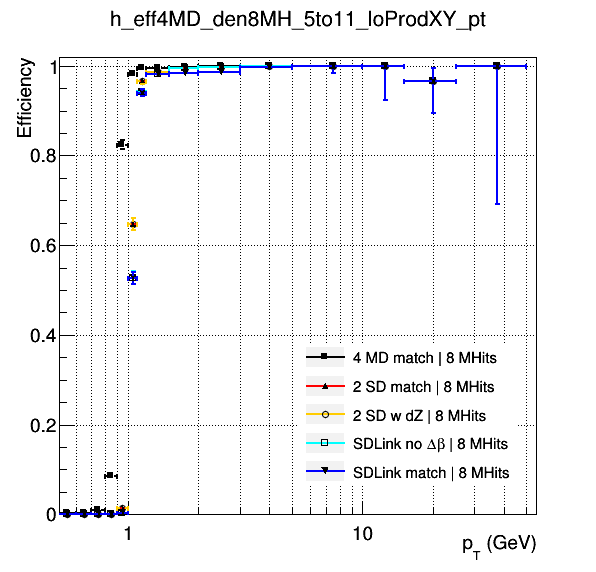 h_eff4MD_den8MH_5to11_loProdXY_pt
Efficiency
1
0.8
0.6
0.4
0.2
0
4 MD match | 8 MHits
2 SD match | 8 MHits
2 SD w dZ | 8 MHits
SDLink no Δβ | 8 MHits
SDLink match | 8 MHits
1
10
p_T (GeV)